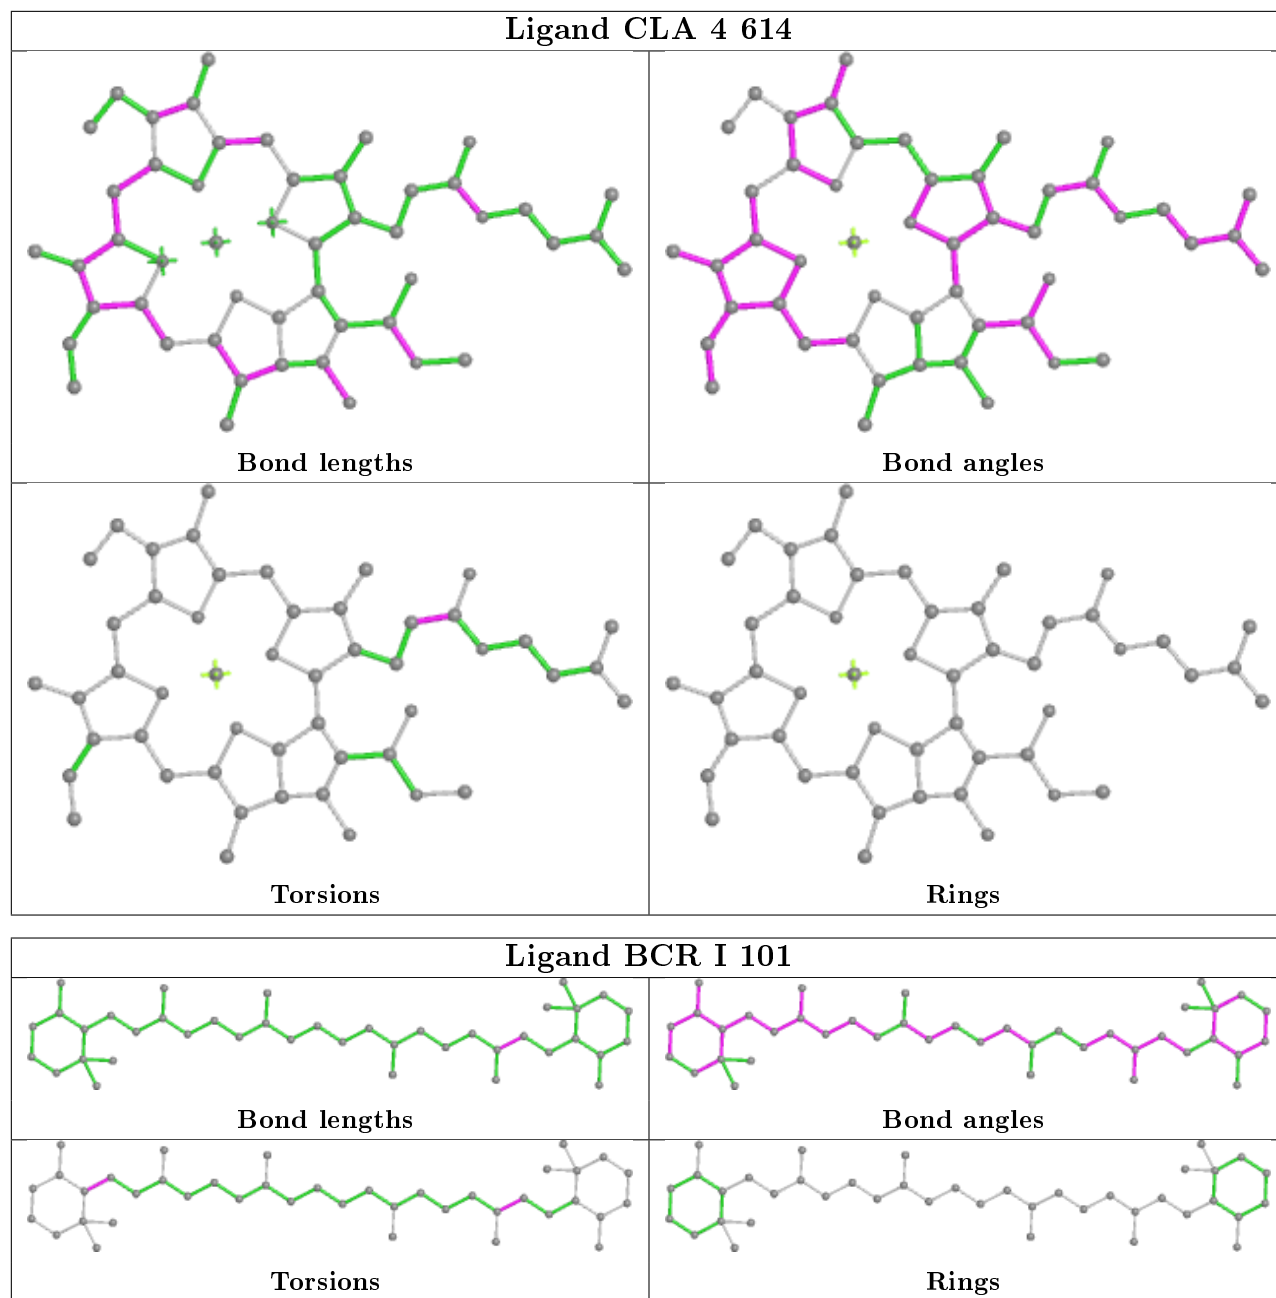 Ligand CLA 4 614
Bond lengths
Bond angles
Torsions
Rings
Ligand BCR I 101
Bond lengths
Bond angles
Torsions
Rings